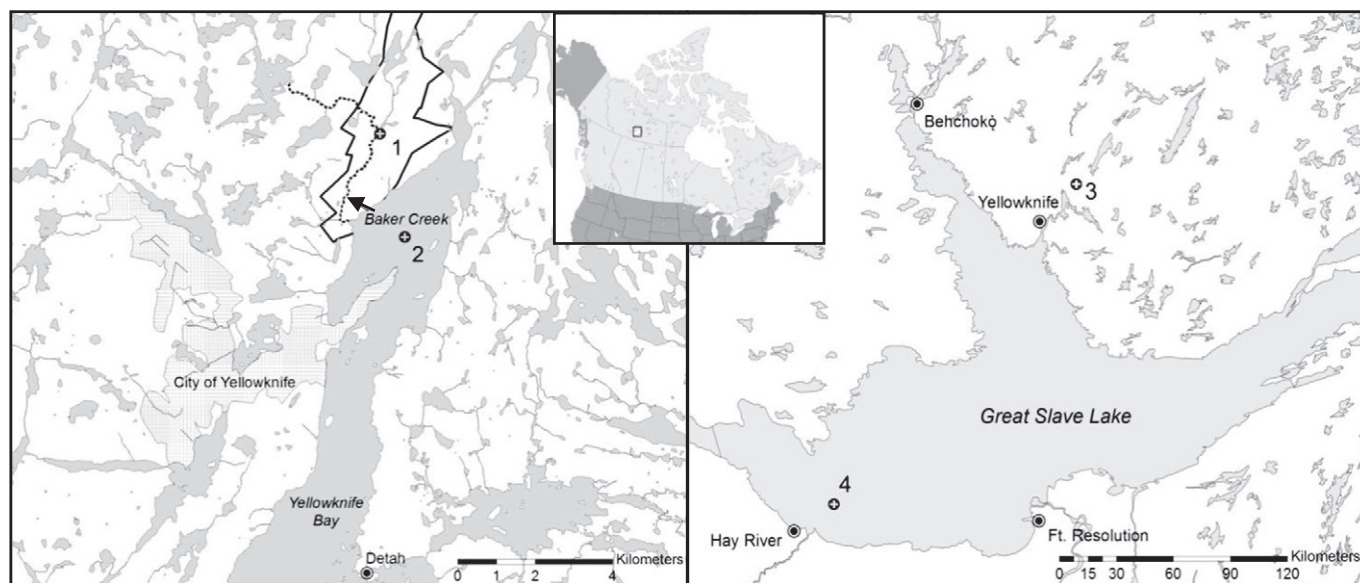 1
Baker Creek
2
City of Yellowknife
Yellowknife
Bay
Detah
Kilometers
0 1 2 4
Behchokǫ̀
Yellowknife
3
Great Slave Lake
4
Hay River
Ft. Resolution
Kilometers
0 15 30 60 90 120